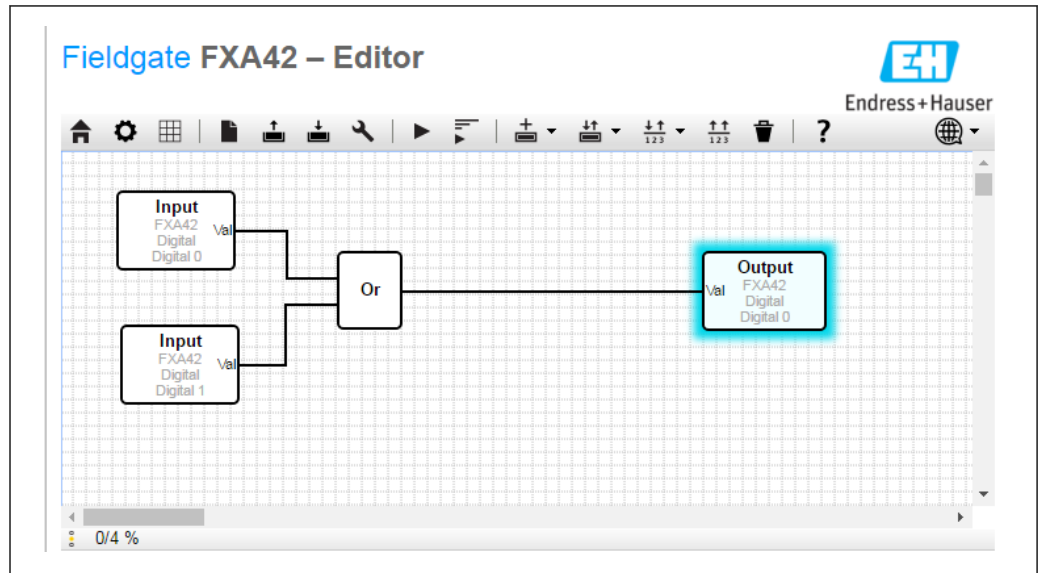 Fieldgate FXA42 – Editor
EH
Endress+Hauser
123
123
?
Input
FXA42
Digital
Digital 0
Val
Or
Output
FXA42
Digital
Digital 0
Val
Input
FXA42
Digital
Digital 1
Val
0/4 %